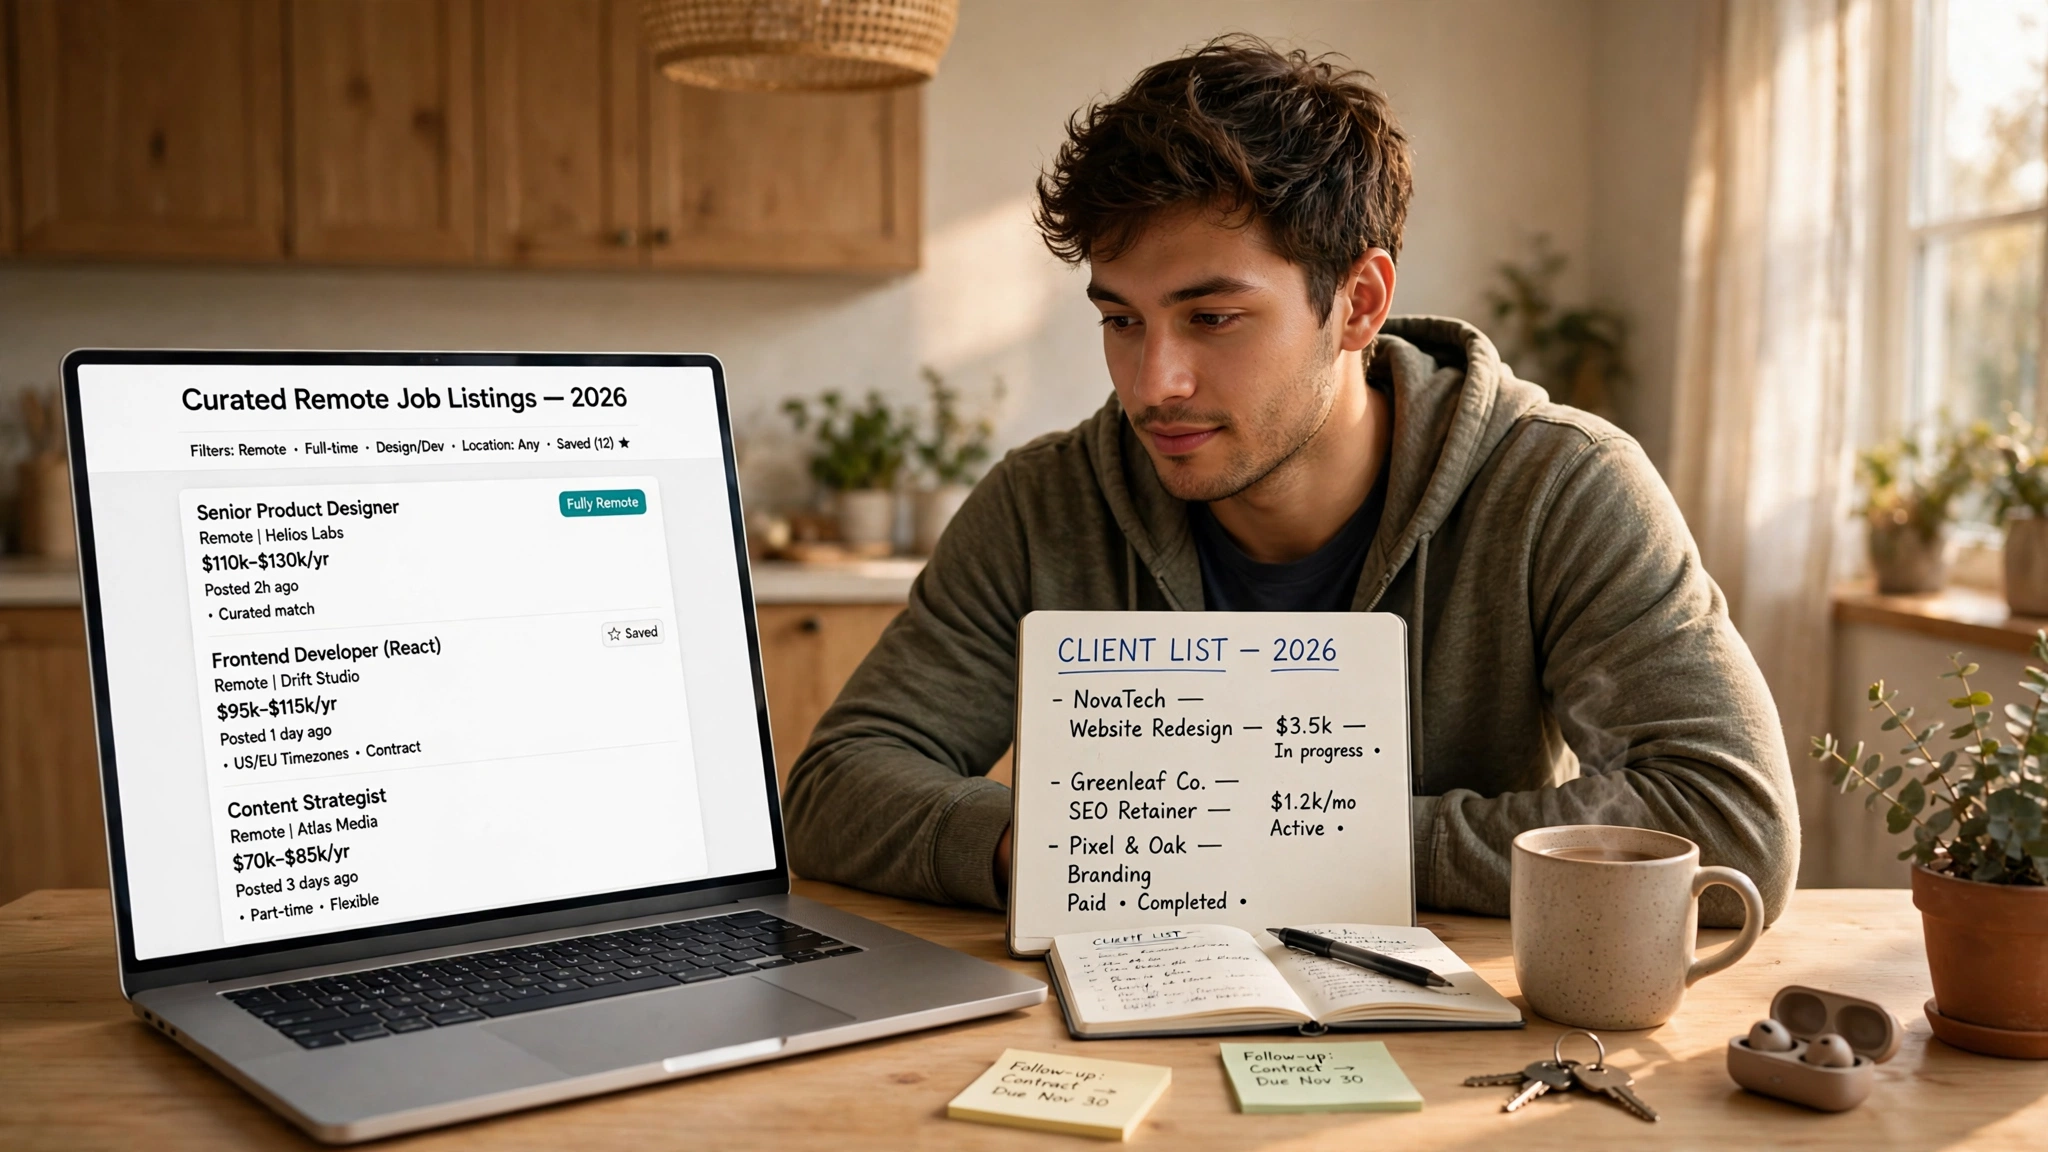 Curated Remote Job Listings — 2026
Filters: Remote • Full-time • Design/Dev • Location: Any • Saved (12) ★
Senior Product Designer
Fully Remote
Remote | Helios Labs
$110k–$130k/yr
Posted 2h ago
• Curated match
Frontend Developer (React)
☆ Saved
Remote | Drift Studio
$95k–$115k/yr
Posted 1 day ago
• US/EU Timezones • Contract
Content Strategist
Remote | Atlas Media
$70k–$85k/yr
Posted 3 days ago
• Part-time • Flexible
CLIENT LIST — 2026
– NovaTech —
Website Redesign — $3.5k —
In progress •
– Greenleaf Co. —
SEO Retainer — $1.2k/mo
Active •
– Pixel & Oak —
Branding
Paid • Completed •
CLIENT LIST —
Follow-up:
Contract →
Due Nov 30
Follow-up:
Contract →
Due Nov 30